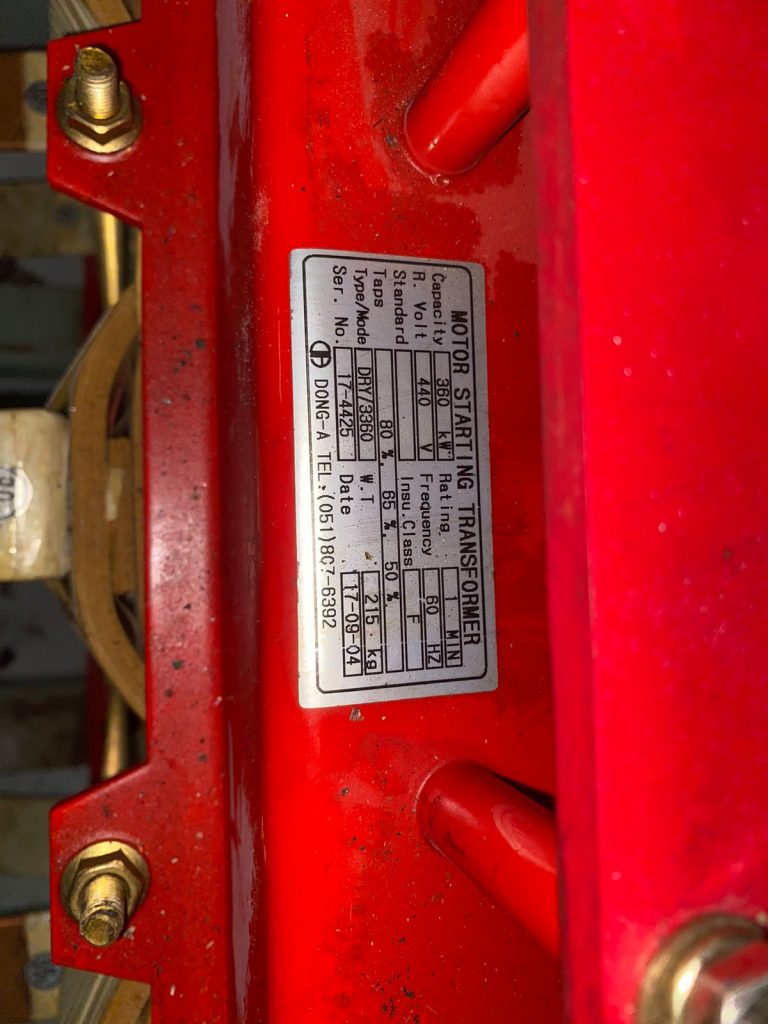 MOTOR STARTING TRANSFORMER
Capacity 360 kW Rating 1 MIN
R. Volt 440 V Frequency 60 HZ
Standard Insu.Class F
Taps 80 %. 65 %. 50 %.
Type/Mode DRY/3360 W.T 215 kg
Ser. No. 17-4425 Date 17-09-04
DONG-A TEL:(051)8C7-6392